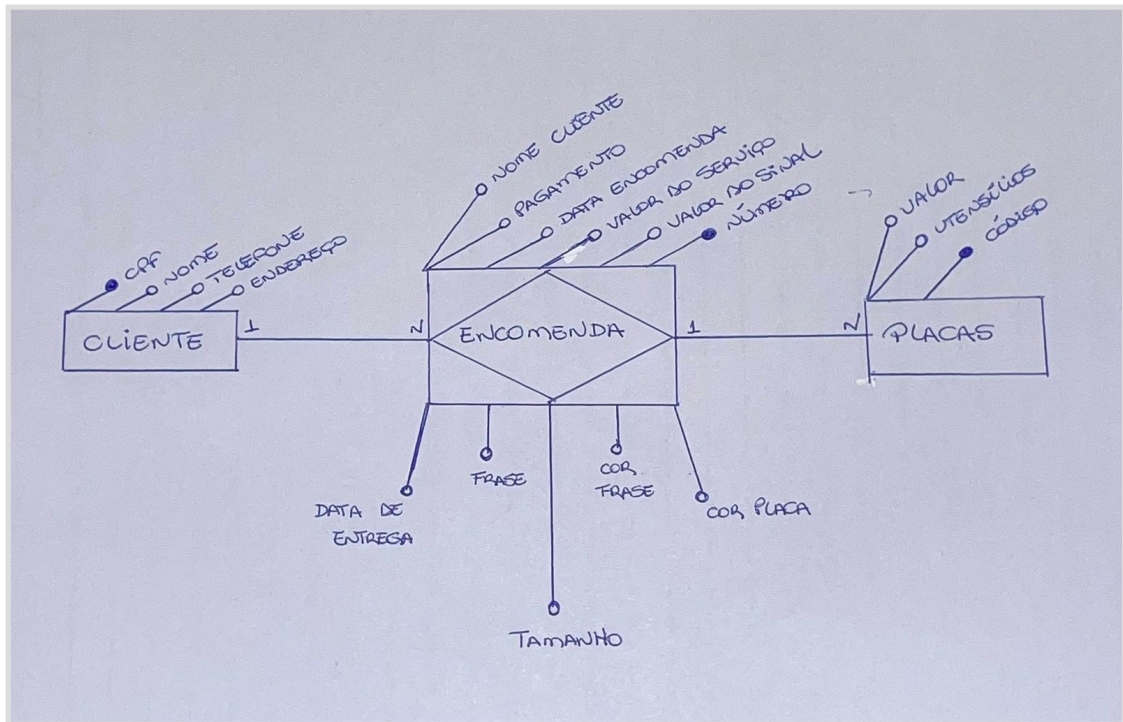 NOME CLIENTE
PAGAMENTO
DATA ENCOMENDA
VALOR DO SERVIÇO
VALOR DO SINAL
NÚMERO
VALOR
UTENSÍLIOS
CÓDIGO
CPF
NOME
TELEFONE
ENDEREÇO
CLIENTE
1
N
ENCOMENDA
1
N
PLACAS
DATA DE
ENTREGA
FRASE
COR
FRASE
COR PLACA
TAMANHO